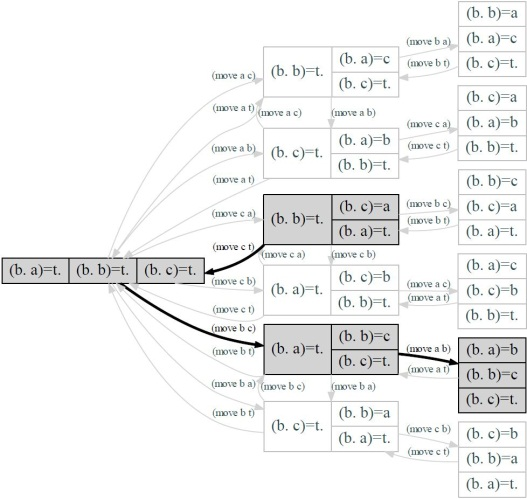 (b. b)=a
(b. a)=c
(b. c)=t.
(move b a)
(move b t)
(b. b)=t.
(b. a)=c
(b. c)=t.
(move a c)
(move a t)
(move a c)
(move a b)
(b. c)=a
(b. a)=b
(b. b)=t.
(move c a)
(move c t)
(b. c)=t.
(b. a)=b
(b. b)=t.
(move a b)
(move a t)
(b. b)=c
(b. c)=a
(b. a)=t.
(move b c)
(move b t)
(b. b)=t.
(b. c)=a
(b. a)=t.
(move c a)
(move c t)
(move c a)
(move c b)
(b. a)=t.
(b. b)=t.
(b. c)=t.
(b. a)=c
(b. c)=b
(b. b)=t.
(move a c)
(move a t)
(b. a)=t.
(b. c)=b
(b. b)=t.
(move c b)
(move c t)
(move b c)
(b. a)=t.
(b. b)=c
(b. c)=t.
(move a b)
(move a t)
(b. a)=b
(b. b)=c
(b. c)=t.
(move b t)
(move b a)
(move b c)
(move b a)
(move b t)
(b. c)=t.
(b. b)=a
(b. a)=t.
(move c b)
(move c t)
(b. c)=b
(b. b)=a
(b. a)=t.